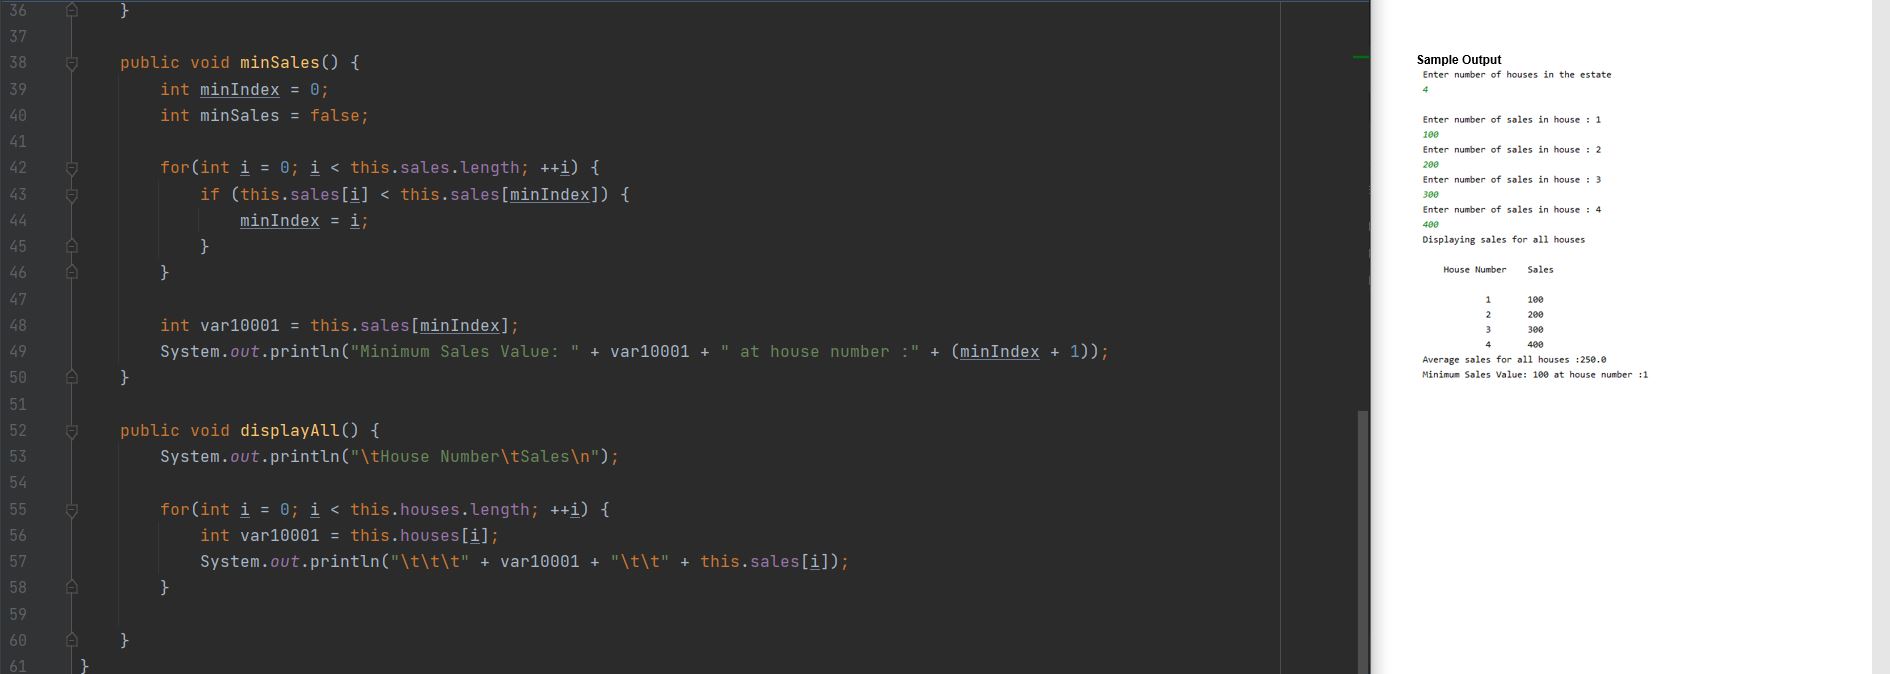 36 }
37
38 public void minSales() {
39 int minIndex = 0;
40 int minSales = false;
41
42 for(int i = 0; i < this.sales.length; ++i) {
43 if (this.sales[i] < this.sales[minIndex]) {
44 minIndex = i;
45 }
46 }
47
48 int var10001 = this.sales[minIndex];
49 System.out.println("Minimum Sales Value: " + var10001 + " at house number :" + (minIndex + 1));
50 }
51
52 public void displayAll() {
53 System.out.println("\tHouse Number\tSales\n");
54
55 for(int i = 0; i < this.houses.length; ++i) {
56 int var10001 = this.houses[i];
57 System.out.println("\t\t\t" + var10001 + "\t\t" + this.sales[i]);
58 }
59
60 }
61 }
Sample Output
Enter number of houses in the estate
4
Enter number of sales in house : 1
100
Enter number of sales in house : 2
200
Enter number of sales in house : 3
300
Enter number of sales in house : 4
400
Displaying sales for all houses
House Number Sales
1 100
2 200
3 300
4 400
Average sales for all houses :250.0
Minimum Sales Value: 100 at house number :1